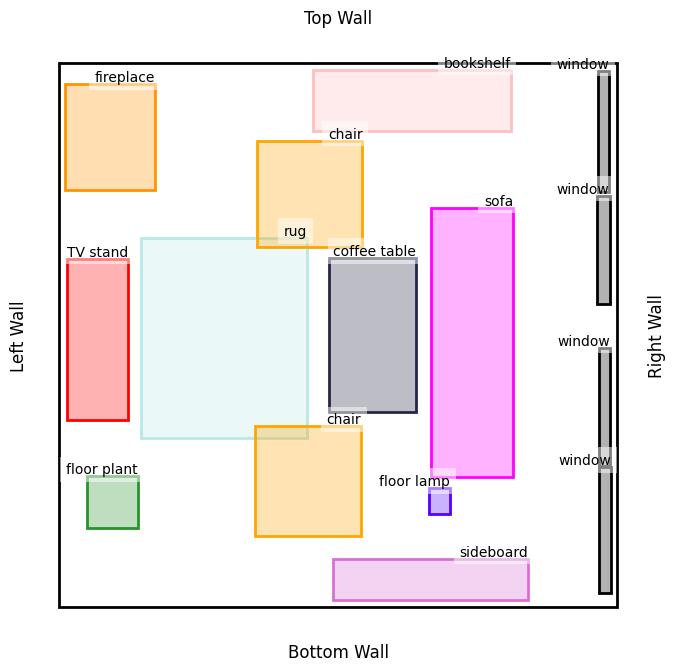 Top Wall
bookshelf
window
fireplace
chair
window
sofa
rug
TV stand
coffee table
Left Wall
Right Wall
window
chair
window
floor plant
floor lamp
sideboard
Bottom Wall